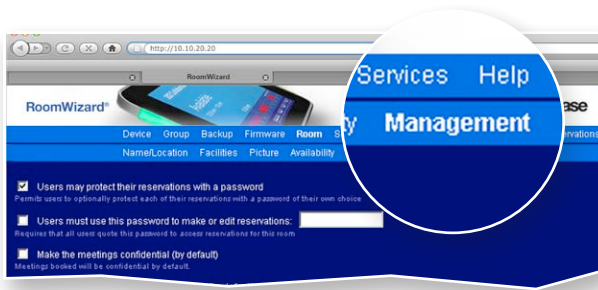 http://10.10.20.20
RoomWizard
RoomWizard®
Services Help
Device Group Backup Firmware Room
Management
Name/Location Facilities Picture Availability
Users may protect their reservations with a password
Permits users to optionally protect each of their reservations with a password of their own choice
Users must use this password to make or edit reservations:
Requires that all users quote this password to access reservations for this room
Make the meetings confidential (by default)
Meetings booked will be confidential by default.